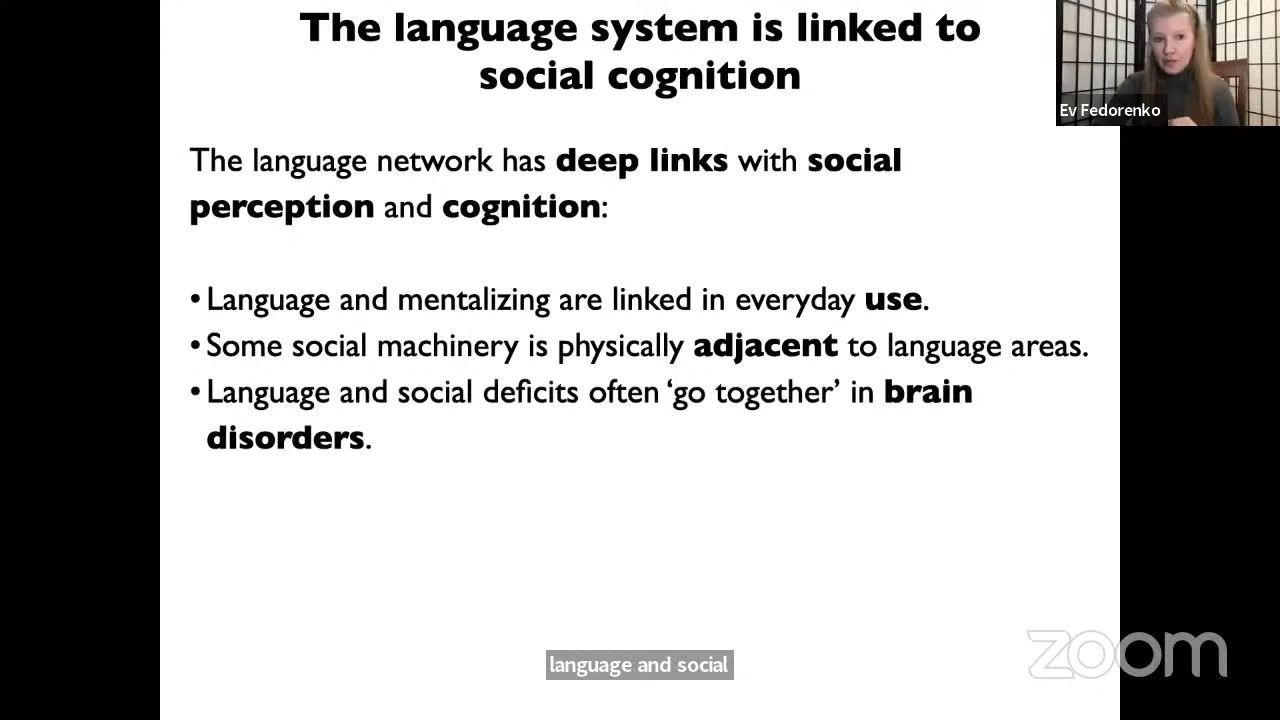 The language system is linked to
social cognition
Ev Fedorenko
The language network has deep links with social
perception and cognition:
• Language and mentalizing are linked in everyday use.
• Some social machinery is physically adjacent to language areas.
• Language and social deficits often ‘go together’ in brain
disorders.
language and social
zoom